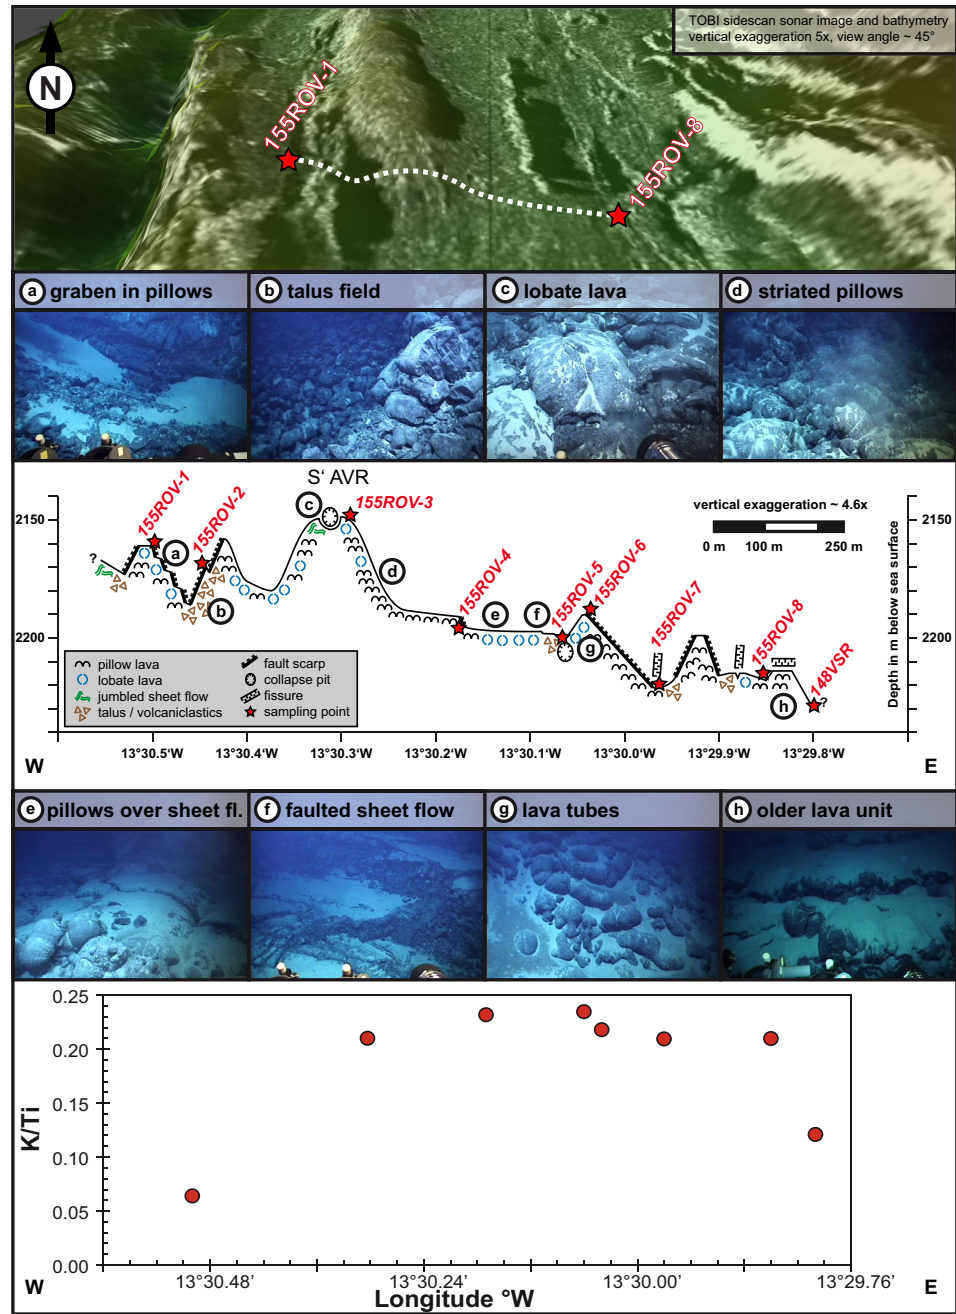 TOBI sidescan sonar image and bathymetry
vertical exaggeration 5x, view angle ~ 45°
N
155ROV-1
155ROV-8
a graben in pillows
b talus field
c lobate lava
d striated pillows
S' AVR
155ROV-1
155ROV-2
155ROV-3
155ROV-4
155ROV-5
155ROV-6
155ROV-7
155ROV-8
148VSR
a
b
c
d
e
f
g
h
?
?
vertical exaggeration ~ 4.6x
0 m 100 m 250 m
2150
2200
2150
2200
Depth in m below sea surface
pillow lava
lobate lava
jumbled sheet flow
talus / volcaniclastics
fault scarp
collapse pit
fissure
sampling point
13°30.5'W 13°30.4'W 13°30.3'W 13°30.2'W 13°30.1'W 13°30.0'W 13°29.9'W 13°29.8'W
W E
e pillows over sheet fl.
f faulted sheet flow
g lava tubes
h older lava unit
0.25
0.20
0.15
0.10
0.05
0.00
K/Ti
13°30.48' 13°30.24' 13°30.00' 13°29.76'
W E
Longitude °W